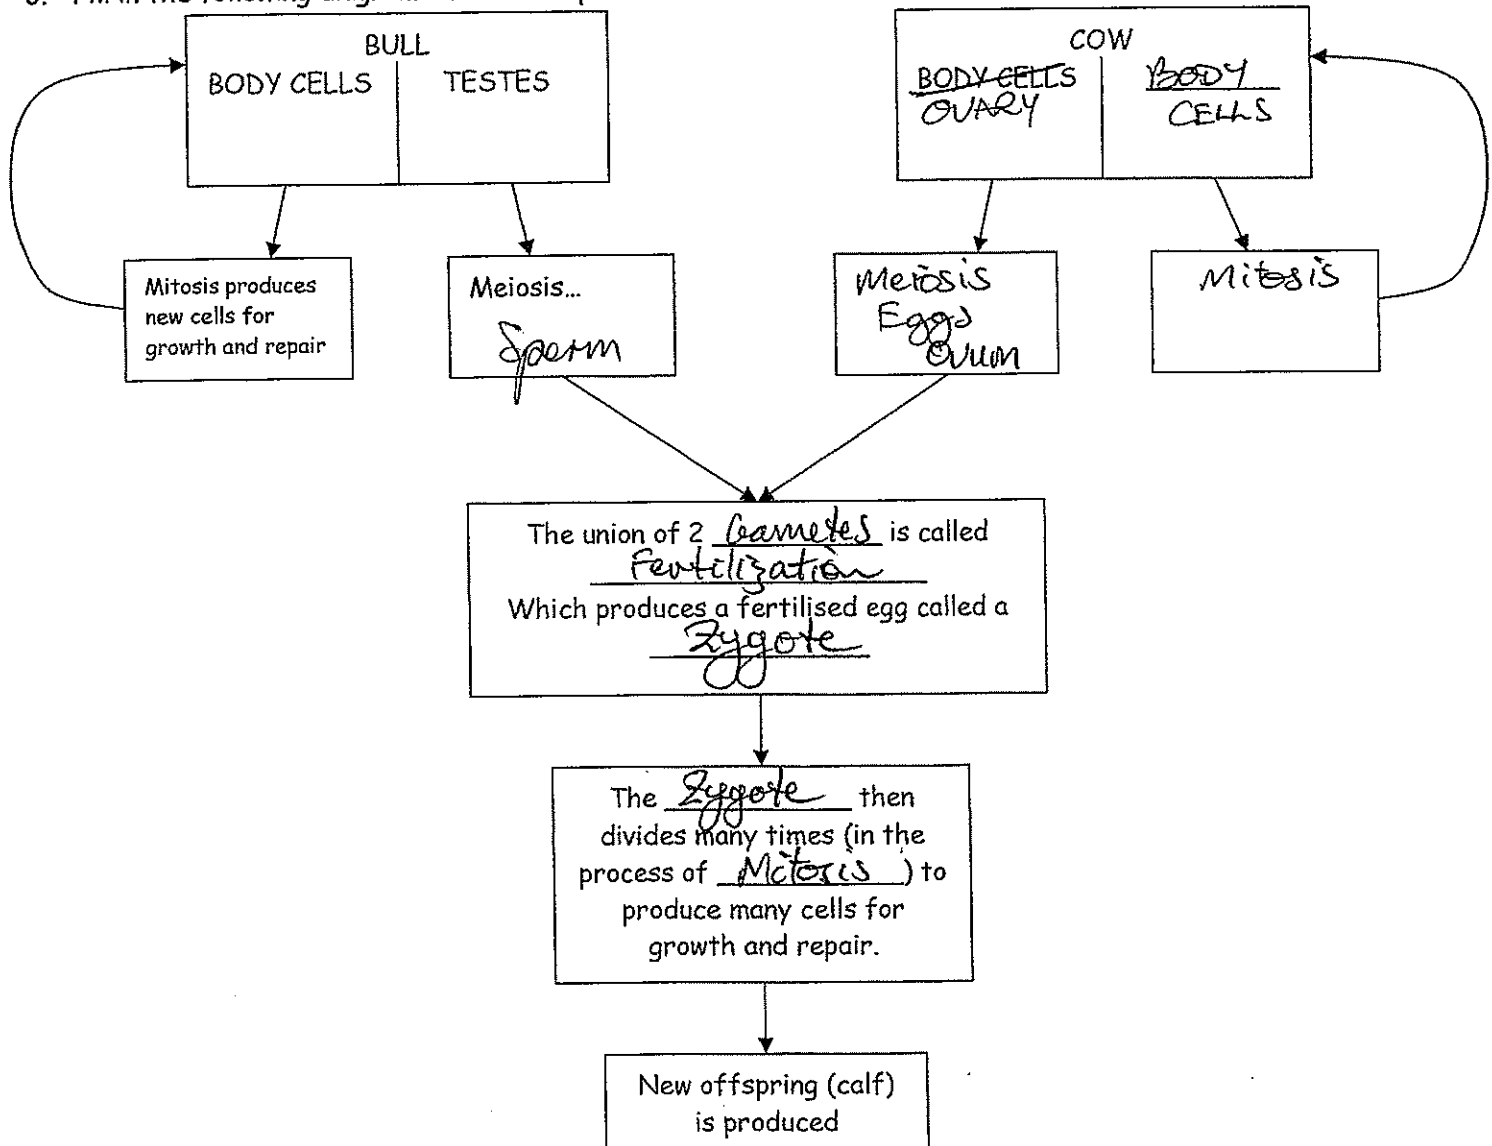 BULL
BODY CELLS
TESTES
COW
BODY CELLS
OVARY
BODY
CELLS
Mitosis produces
new cells for
growth and repair
Meiosis...
Sperm
Meiosis
Eggs
Ovum
Mitosis
The union of 2 Gametes is called
Fertilization
Which produces a fertilised egg called a
Zygote
The Zygote then
divides many times (in the
process of Mitosis ) to
produce many cells for
growth and repair.
New offspring (calf)
is produced